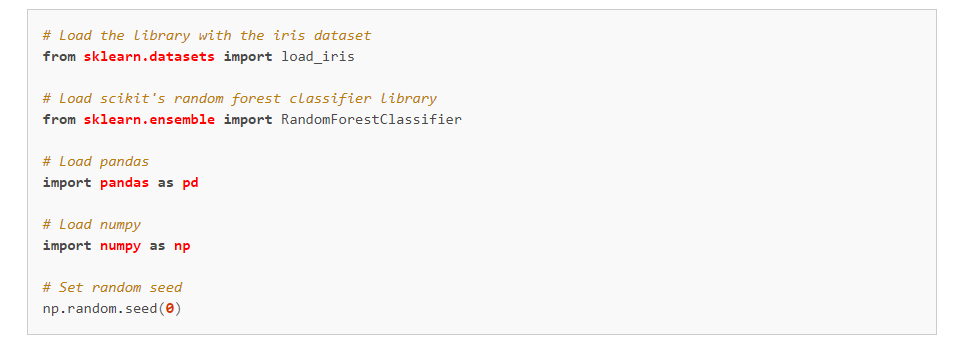 # Load the library with the iris dataset
from sklearn.datasets import load_iris
# Load scikit's random forest classifier library
from sklearn.ensemble import RandomForestClassifier
# Load pandas
import pandas as pd
# Load numpy
import numpy as np
# Set random seed
np.random.seed(0)